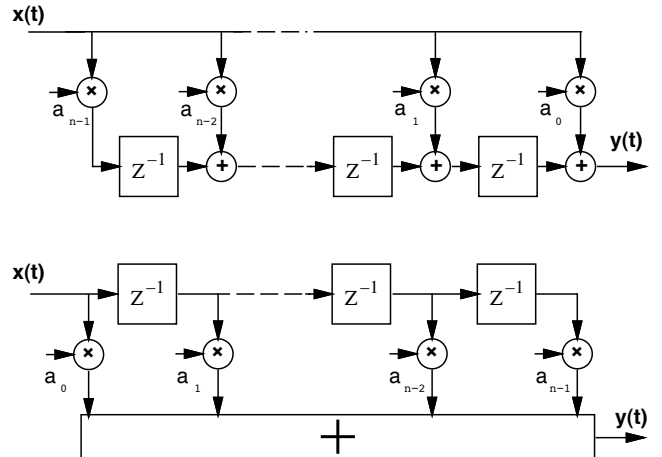 x(t)
× × × ×
a n-1 a n-2 a 1 a 0
y(t)
Z⁻¹ + Z⁻¹ + Z⁻¹ +
x(t)
Z⁻¹ Z⁻¹ Z⁻¹
× × × ×
a 0 a 1 a n-2 a n-1
y(t)
+